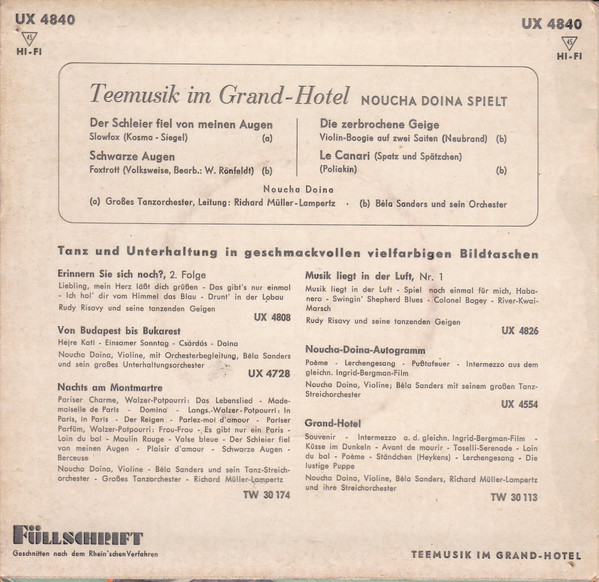 UX 4840
UX 4840
45
45
HI-FI
HI-FI
Teemusik im Grand-Hotel NOUCHA DOINA SPIELT
Der Schleier fiel von meinen Augen
Slowfox (Kosma - Siegel) (a)
Schwarze Augen
Foxtrott (Volksweise, Bearb.: W. Rönfeldt) (b)
Die zerbrochene Geige
Violin-Boogie auf zwei Saiten (Neubrand) (b)
Le Canari (Spatz und Spätzchen)
(Poliakin) (b)
Noucha Doina
(a) Großes Tanzorchester, Leitung: Richard Müller-Lampertz · (b) Béla Sanders und sein Orchester
Tanz und Unterhaltung in geschmackvollen vielfarbigen Bildtaschen
Erinnern Sie sich noch?, 2. Folge
Liebling, mein Herz läßt dich grüßen - Das gibt's nur einmal
- Ich hol' dir vom Himmel das Blau - Drunt' in der Lobau
Rudy Risavy und seine tanzenden Geigen
UX 4808
Von Budapest bis Bukarest
Hejre Kati - Einsamer Sonntag - Csárdás - Doina
Noucha Doina, Violine, mit Orchesterbegleitung, Béla Sanders
und sein großes Unterhaltungsorchester
UX 4728
Nachts am Montmartre
Pariser Charme, Walzer-Potpourri: Das Lebenslied - Made-
moiselle de Paris - Domino - Langs.-Walzer-Potpourri: In
Paris, in Paris - Der Reigen - Parlez-moi d'amour - Pariser
Parfüm, Walzer-Potpourri: Frou-Frou - Es gibt nur ein Paris -
Loin du bal - Moulin Rouge - Valse bleue - Der Schleier fiel
von meinen Augen - Plaisir d'amour - Schwarze Augen -
Berceuse
Noucha Doina, Violine - Béla Sanders und sein Tanz-Streich-
orchester - Großes Tanzorchester - Richard Müller-Lampertz
TW 30 174
Musik liegt in der Luft, Nr. 1
Musik liegt in der Luft - Spiel noch einmal für mich, Haba-
nero - Swingin' Shepherd Blues - Colonel Bogey - River-Kwai-
Marsch
Rudy Risavy und seine tanzenden Geigen
UX 4826
Noucha-Doina-Autogramm
Poème - Lerchengesang - Pußtafeuer - Intermezzo aus dem
gleichn. Ingrid-Bergman-Film
Noucha Doina, Violine; Béla Sanders mit seinem großen Tanz-
Streichorchester
UX 4554
Grand-Hotel
Souvenir - Intermezzo a. d. gleichn. Ingrid-Bergman-Film -
Küsse im Dunkeln - Avant de mourir - Toselli-Serenade - Loin
du bal - Poème - Ständchen (Heykens) - Lerchengesang - Die
lustige Puppe
Noucha Doina, Violine, Béla Sanders, Richard Müller-Lampertz
und ihre Streichorchester
TW 30 113
FÜLLSCHRIFT
Geschnitten nach dem Rhein'schen Verfahren
TEEMUSIK IM GRAND-HOTEL